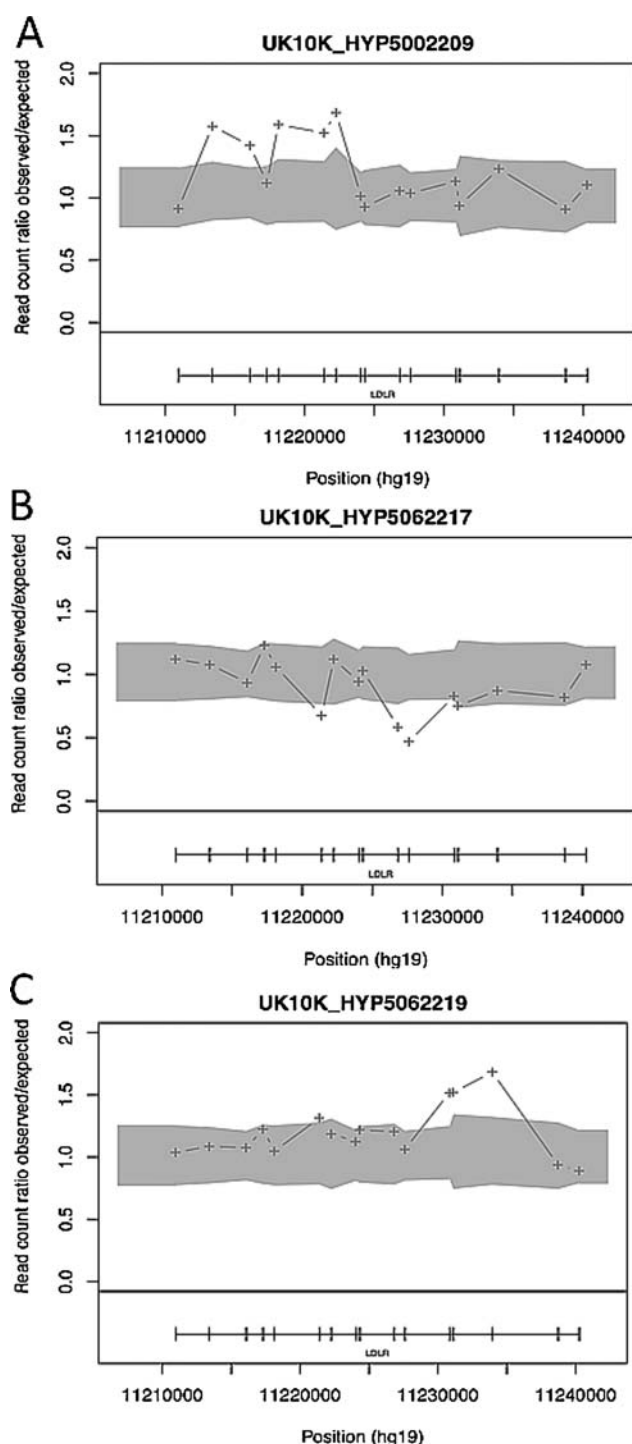 A
UK10K_HYP5002209
Read count ratio observed/expected
2.0
1.5
1.0
0.5
0.0
LDLR
11210000 11220000 11230000 11240000
Position (hg19)
B
UK10K_HYP5062217
Read count ratio observed/expected
2.0
1.5
1.0
0.5
0.0
LDLR
11210000 11220000 11230000 11240000
Position (hg19)
C
UK10K_HYP5062219
Read count ratio observed/expected
2.0
1.5
1.0
0.5
0.0
LDLR
11210000 11220000 11230000 11240000
Position (hg19)